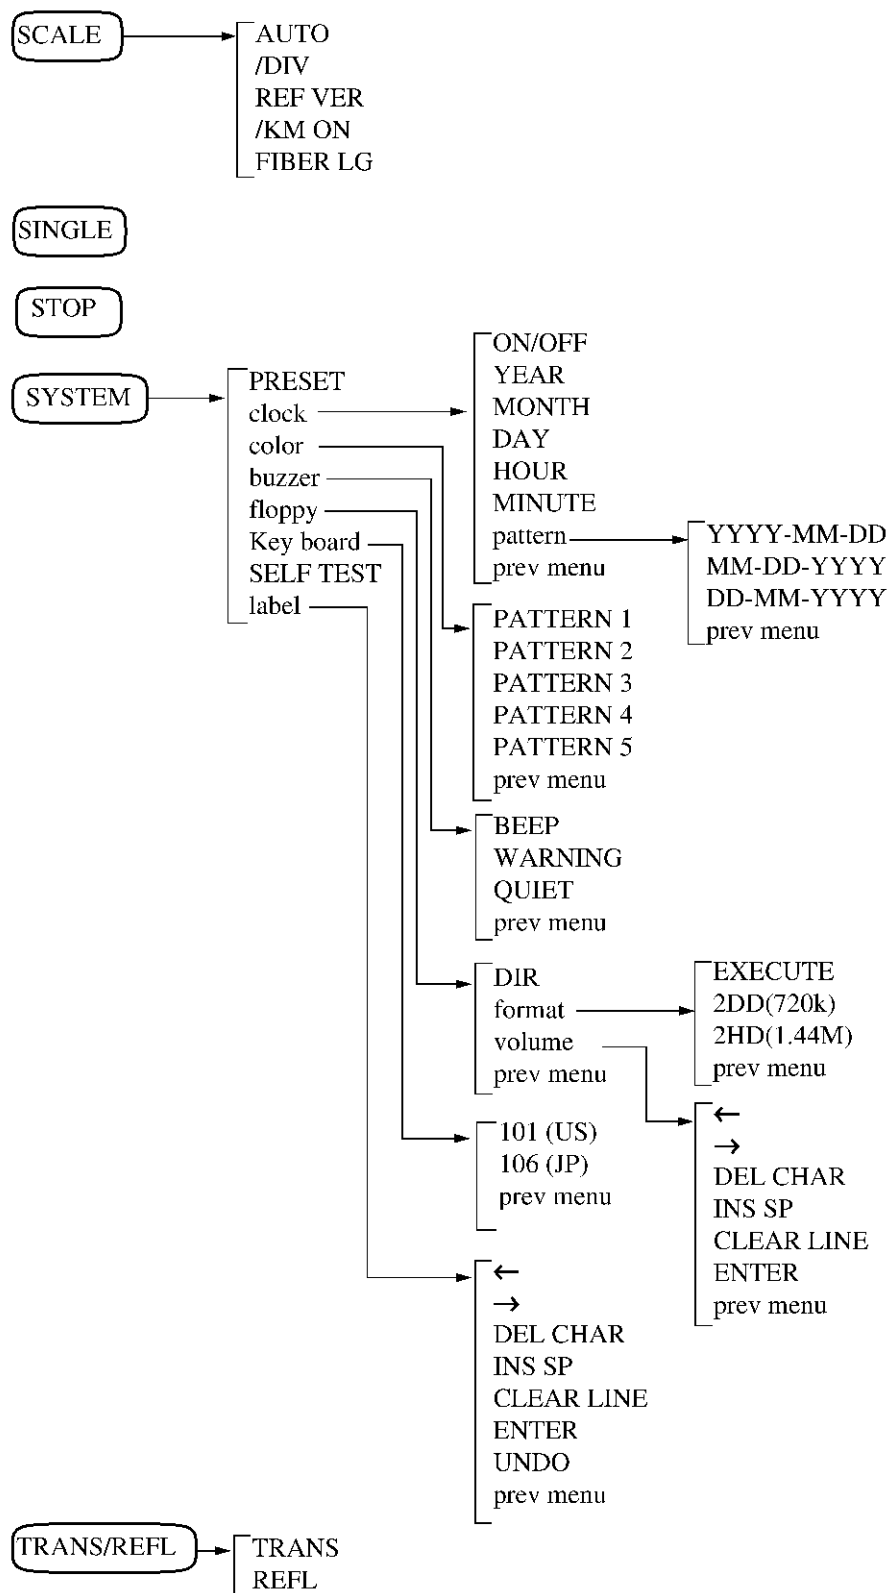 SCALE
AUTO
/DIV
REF VER
/KM ON
FIBER LG
SINGLE
STOP
SYSTEM
PRESET
clock
color
buzzer
floppy
Key board
SELF TEST
label
ON/OFF
YEAR
MONTH
DAY
HOUR
MINUTE
pattern
prev menu
YYYY-MM-DD
MM-DD-YYYY
DD-MM-YYYY
prev menu
PATTERN 1
PATTERN 2
PATTERN 3
PATTERN 4
PATTERN 5
prev menu
BEEP
WARNING
QUIET
prev menu
DIR
format
volume
prev menu
EXECUTE
2DD(720k)
2HD(1.44M)
prev menu
←
→
DEL CHAR
INS SP
CLEAR LINE
ENTER
prev menu
101 (US)
106 (JP)
prev menu
←
→
DEL CHAR
INS SP
CLEAR LINE
ENTER
UNDO
prev menu
TRANS/REFL
TRANS
REFL